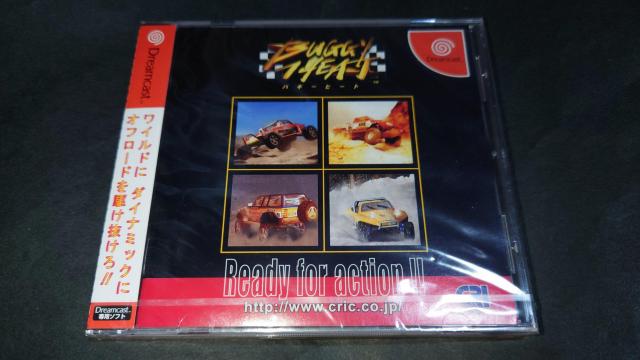 Dreamcast
ワイルドに ダイナミックに
オフロードを駆け抜けろ!!
Dreamcast
専用ソフト
BUGGY
HEAT
バギーヒート
Dreamcast
Ready for action !!
http://www.cric.co.jp/
CRI